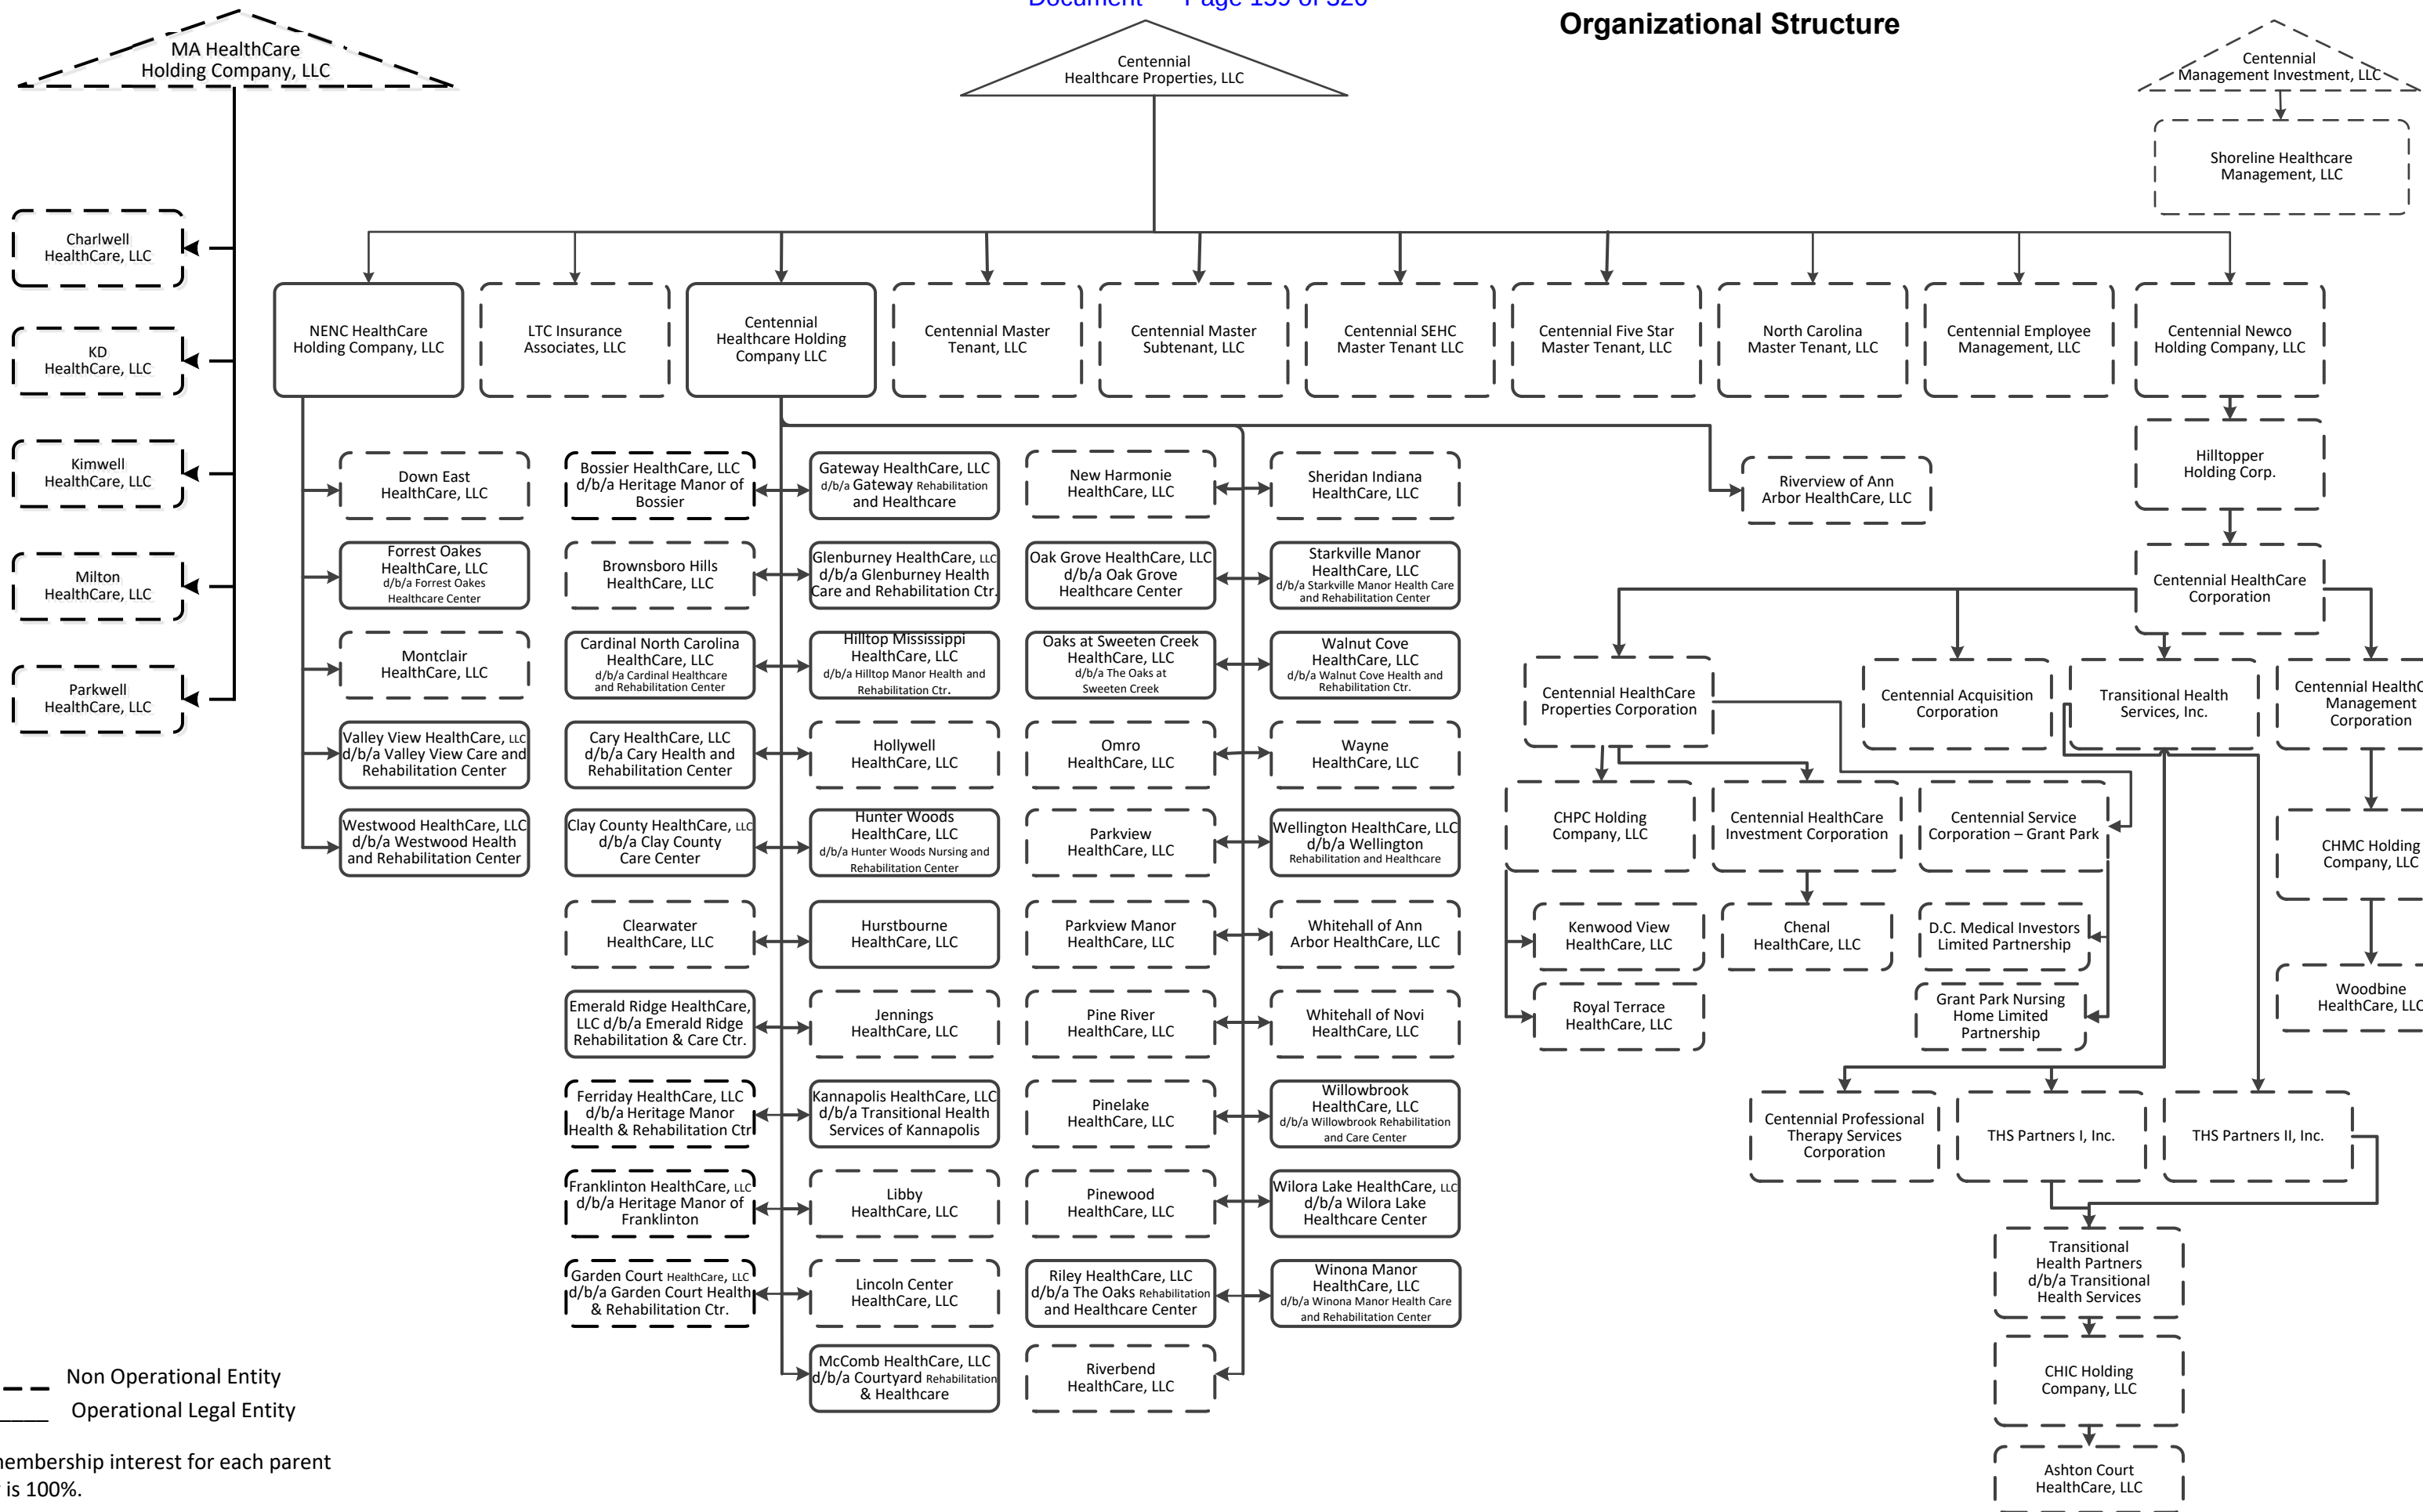 Document Page 139 of 320
Organizational Structure
MA HealthCare
Holding Company, LLC
Centennial
Healthcare Properties, LLC
Centennial
Management Investment, LLC
Shoreline Healthcare
Management, LLC
Charlwell
HealthCare, LLC
KD
HealthCare, LLC
Kimwell
HealthCare, LLC
Milton
HealthCare, LLC
Parkwell
HealthCare, LLC
NENC HealthCare
Holding Company, LLC
LTC Insurance
Associates, LLC
Centennial
Healthcare Holding
Company LLC
Centennial Master
Tenant, LLC
Centennial Master
Subtenant, LLC
Centennial SEHC
Master Tenant LLC
Centennial Five Star
Master Tenant, LLC
North Carolina
Master Tenant, LLC
Centennial Employee
Management, LLC
Centennial Newco
Holding Company, LLC
Down East
HealthCare, LLC
Forrest Oakes
HealthCare, LLC
d/b/a Forrest Oakes
Healthcare Center
Montclair
HealthCare, LLC
Valley View HealthCare, LLC
d/b/a Valley View Care and
Rehabilitation Center
Westwood HealthCare, LLC
d/b/a Westwood Health
and Rehabilitation Center
Bossier HealthCare, LLC
d/b/a Heritage Manor of
Bossier
Brownsboro Hills
HealthCare, LLC
Cardinal North Carolina
HealthCare, LLC
d/b/a Cardinal Healthcare
and Rehabilitation Center
Cary HealthCare, LLC
d/b/a Cary Health and
Rehabilitation Center
Clay County HealthCare, LLC
d/b/a Clay County
Care Center
Clearwater
HealthCare, LLC
Emerald Ridge HealthCare,
LLC d/b/a Emerald Ridge
Rehabilitation & Care Ctr.
Ferriday HealthCare, LLC
d/b/a Heritage Manor
Health & Rehabilitation Ctr
Franklinton HealthCare, LLC
d/b/a Heritage Manor of
Franklinton
Garden Court HealthCare, LLC
d/b/a Garden Court Health
& Rehabilitation Ctr.
Gateway HealthCare, LLC
d/b/a Gateway Rehabilitation
and Healthcare
Glenburney HealthCare, LLC
d/b/a Glenburney Health
Care and Rehabilitation Ctr.
Hilltop Mississippi
HealthCare, LLC
d/b/a Hilltop Manor Health and
Rehabilitation Ctr.
Hollywell
HealthCare, LLC
Hunter Woods
HealthCare, LLC
d/b/a Hunter Woods Nursing and
Rehabilitation Center
Hurstbourne
HealthCare, LLC
Jennings
HealthCare, LLC
Kannapolis HealthCare, LLC
d/b/a Transitional Health
Services of Kannapolis
Libby
HealthCare, LLC
Lincoln Center
HealthCare, LLC
McComb HealthCare, LLC
d/b/a Courtyard Rehabilitation
& Healthcare
New Harmonie
HealthCare, LLC
Oak Grove HealthCare, LLC
d/b/a Oak Grove
Healthcare Center
Oaks at Sweeten Creek
HealthCare, LLC
d/b/a The Oaks at
Sweeten Creek
Omro
HealthCare, LLC
Parkview
HealthCare, LLC
Parkview Manor
HealthCare, LLC
Pine River
HealthCare, LLC
Pinelake
HealthCare, LLC
Pinewood
HealthCare, LLC
Riley HealthCare, LLC
d/b/a The Oaks Rehabilitation
and Healthcare Center
Riverbend
HealthCare, LLC
Sheridan Indiana
HealthCare, LLC
Starkville Manor
HealthCare, LLC
d/b/a Starkville Manor Health Care
and Rehabilitation Center
Walnut Cove
HealthCare, LLC
d/b/a Walnut Cove Health and
Rehabilitation Ctr.
Wayne
HealthCare, LLC
Wellington HealthCare, LLC
d/b/a Wellington
Rehabilitation and Healthcare
Whitehall of Ann
Arbor HealthCare, LLC
Whitehall of Novi
HealthCare, LLC
Willowbrook
HealthCare, LLC
d/b/a Willowbrook Rehabilitation
and Care Center
Wilora Lake HealthCare, LLC
d/b/a Wilora Lake
Healthcare Center
Winona Manor
HealthCare, LLC
d/b/a Winona Manor Health Care
and Rehabilitation Center
Riverview of Ann
Arbor HealthCare, LLC
Hilltopper
Holding Corp.
Centennial HealthCare
Corporation
Centennial HealthCare
Properties Corporation
Centennial Acquisition
Corporation
Transitional Health
Services, Inc.
Centennial HealthC
Management
Corporation
CHPC Holding
Company, LLC
Centennial HealthCare
Investment Corporation
Centennial Service
Corporation – Grant Park
CHMC Holding
Company, LLC
Kenwood View
HealthCare, LLC
Chenal
HealthCare, LLC
D.C. Medical Investors
Limited Partnership
Royal Terrace
HealthCare, LLC
Grant Park Nursing
Home Limited
Partnership
Woodbine
HealthCare, LLC
Centennial Professional
Therapy Services
Corporation
THS Partners I, Inc.
THS Partners II, Inc.
Transitional
Health Partners
d/b/a Transitional
Health Services
CHIC Holding
Company, LLC
Ashton Court
HealthCare, LLC
Non Operational Entity
Operational Legal Entity
membership interest for each parent
is 100%.